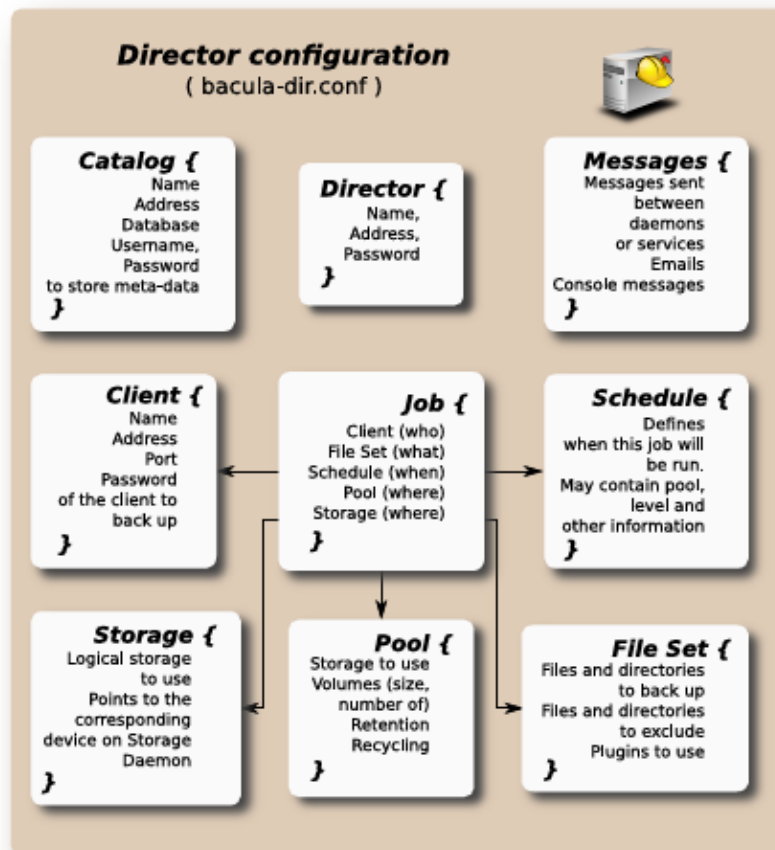 Director configuration
( bacula-dir.conf )
Catalog {
Name
Address
Database
Username,
Password
to store meta-data
}
Director {
Name,
Address,
Password
}
Messages {
Messages sent
between
daemons
or services
Emails
Console messages
}
Client {
Name
Address
Port
Password
of the client to
back up
}
Job {
Client (who)
File Set (what)
Schedule (when)
Pool (where)
Storage (where)
}
Schedule {
Defines
when this job will
be run.
May contain pool,
level and
other information
}
Storage {
Logical storage
to use
Points to the
corresponding
device on Storage
Daemon
}
Pool {
Storage to use
Volumes (size,
number of)
Retention
Recycling
}
File Set {
Files and directories
to back up
Files and directories
to exclude
Plugins to use
}